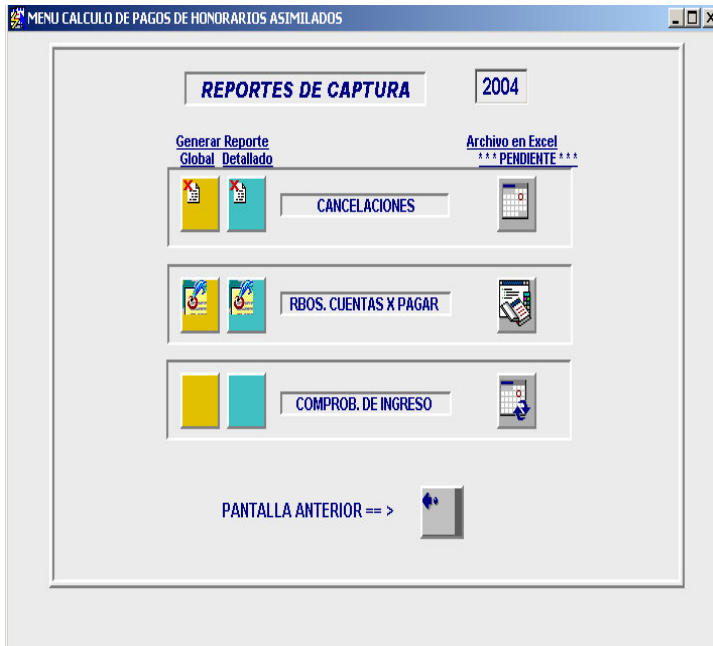 MENU CALCULO DE PAGOS DE HONORARIOS ASIMILADOS
REPORTES DE CAPTURA
2004
Generar Reporte
Global Detallado
Archivo en Excel
* * * PENDIENTE * * *
CANCELACIONES
RBOS. CUENTAS X PAGAR
COMPROB. DE INGRESO
PANTALLA ANTERIOR == >